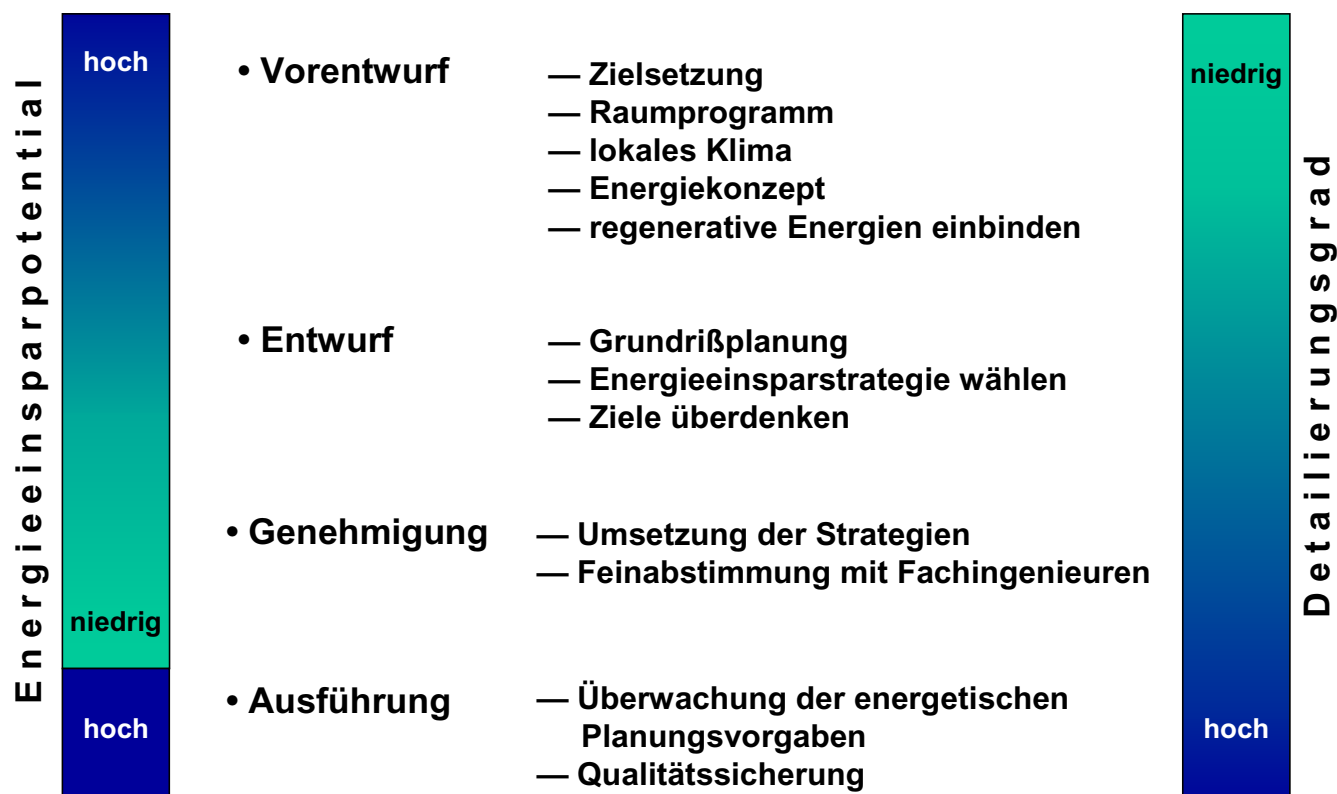 Energieeinsparpotential
hoch
niedrig
hoch
• Vorentwurf
— Zielsetzung
— Raumprogramm
— lokales Klima
— Energiekonzept
— regenerative Energien einbinden
• Entwurf
— Grundrißplanung
— Energieeinsparstrategie wählen
— Ziele überdenken
• Genehmigung
— Umsetzung der Strategien
— Feinabstimmung mit Fachingenieuren
• Ausführung
— Überwachung der energetischen
Planungsvorgaben
— Qualitätssicherung
niedrig
hoch
Detailierungsgrad